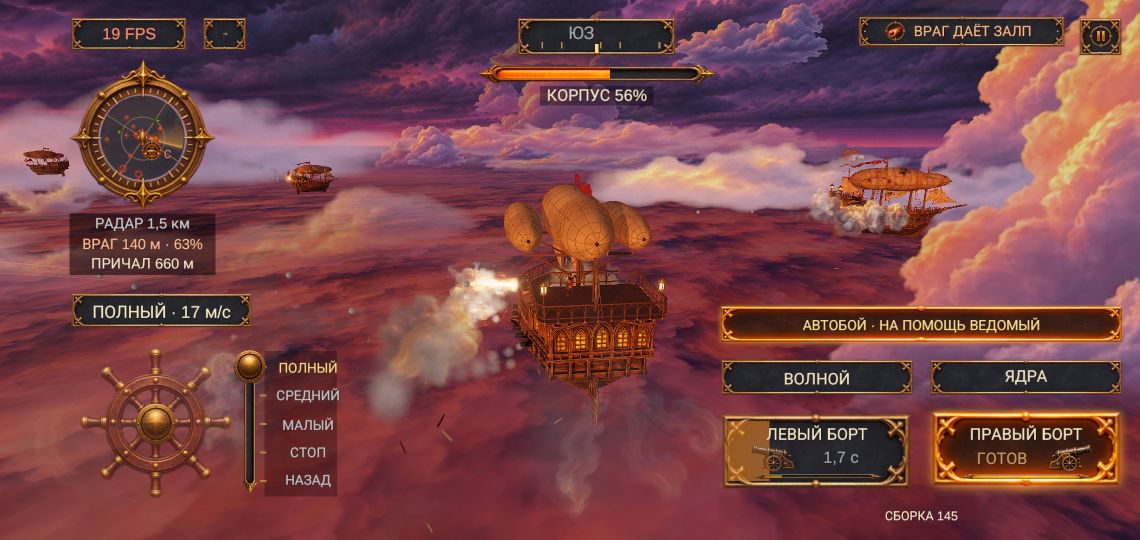 19 FPS
ЮЗ
ВРАГ ДАЁТ ЗАЛП
КОРПУС 56%
РАДАР 1,5 км
ВРАГ 140 м · 63%
ПРИЧАЛ 660 м
ПОЛНЫЙ · 17 м/с
ПОЛНЫЙ
СРЕДНИЙ
МАЛЫЙ
СТОП
НАЗАД
АВТОБОЙ · НА ПОМОЩЬ ВЕДОМЫЙ
ВОЛНОЙ
ЯДРА
ЛЕВЫЙ БОРТ
1,7 с
ПРАВЫЙ БОРТ
ГОТОВ
СБОРКА 145